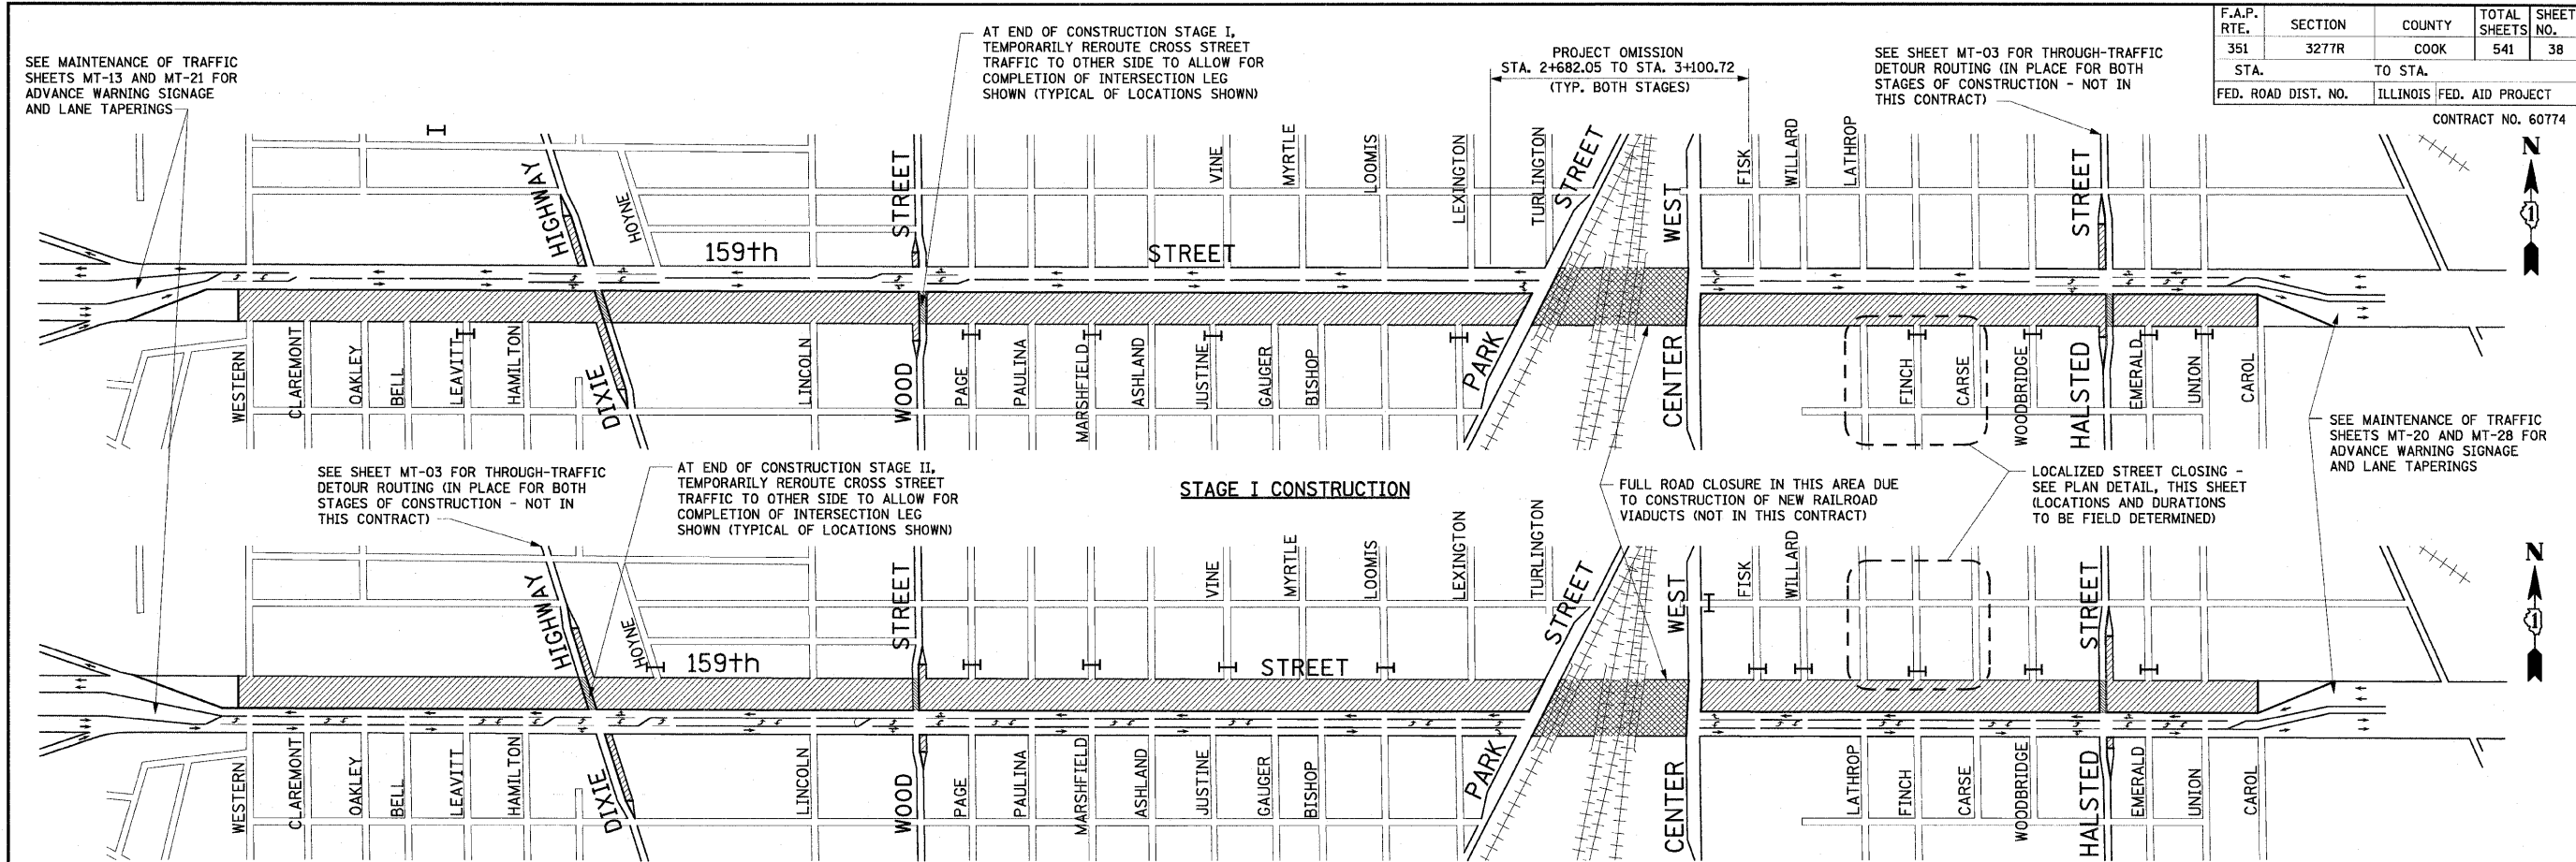 F.A.P. RTE. SECTION COUNTY TOTAL SHEETS SHEET NO.
351 3277R COOK 541 38
STA. TO STA.
FED. ROAD DIST. NO. ILLINOIS FED. AID PROJECT
CONTRACT NO. 60774
SEE MAINTENANCE OF TRAFFIC
SHEETS MT-13 AND MT-21 FOR
ADVANCE WARNING SIGNAGE
AND LANE TAPERINGS
AT END OF CONSTRUCTION STAGE I,
TEMPORARILY REROUTE CROSS STREET
TRAFFIC TO OTHER SIDE TO ALLOW FOR
COMPLETION OF INTERSECTION LEG
SHOWN (TYPICAL OF LOCATIONS SHOWN)
PROJECT OMISSION
STA. 2+682.05 TO STA. 3+100.72
(TYP. BOTH STAGES)
SEE SHEET MT-03 FOR THROUGH-TRAFFIC
DETOUR ROUTING (IN PLACE FOR BOTH
STAGES OF CONSTRUCTION - NOT IN
THIS CONTRACT)
N
1
HIGHWAY
HOYNE
159th
STREET
STREET
VINE
MYRTLE
LOOMIS
LEXINGTON
TURLINGTON
STREET
WEST
FISK
WILLARD
LATHROP
STREET
WESTERN
CLAREMONT
OAKLEY
BELL
LEAVITT
HAMILTON
DIXIE
LINCOLN
WOOD
PAGE
PAULINA
MARSHFIELD
ASHLAND
JUSTINE
GAUGER
BISHOP
PARK
CENTER
FINCH
CARSE
WOODBRIDGE
HALSTED
EMERALD
UNION
CAROL
SEE MAINTENANCE OF TRAFFIC
SHEETS MT-20 AND MT-28 FOR
ADVANCE WARNING SIGNAGE
AND LANE TAPERINGS
STAGE I CONSTRUCTION
SEE SHEET MT-03 FOR THROUGH-TRAFFIC
DETOUR ROUTING (IN PLACE FOR BOTH
STAGES OF CONSTRUCTION - NOT IN
THIS CONTRACT)
AT END OF CONSTRUCTION STAGE II,
TEMPORARILY REROUTE CROSS STREET
TRAFFIC TO OTHER SIDE TO ALLOW FOR
COMPLETION OF INTERSECTION LEG
SHOWN (TYPICAL OF LOCATIONS SHOWN)
FULL ROAD CLOSURE IN THIS AREA DUE
TO CONSTRUCTION OF NEW RAILROAD
VIADUCTS (NOT IN THIS CONTRACT)
LOCALIZED STREET CLOSING -
SEE PLAN DETAIL, THIS SHEET
(LOCATIONS AND DURATIONS
TO BE FIELD DETERMINED)
N
1
HIGHWAY
HOYNE
159th
STREET
STREET
VINE
MYRTLE
LOOMIS
LEXINGTON
TURLINGTON
STREET
WEST
FISK
WILLARD
STREET
WESTERN
CLAREMONT
OAKLEY
BELL
LEAVITT
HAMILTON
DIXIE
LINCOLN
WOOD
PAGE
PAULINA
MARSHFIELD
ASHLAND
JUSTINE
GAUGER
BISHOP
PARK
CENTER
LATHROP
FINCH
CARSE
WOODBRIDGE
HALSTED
EMERALD
UNION
CAROL